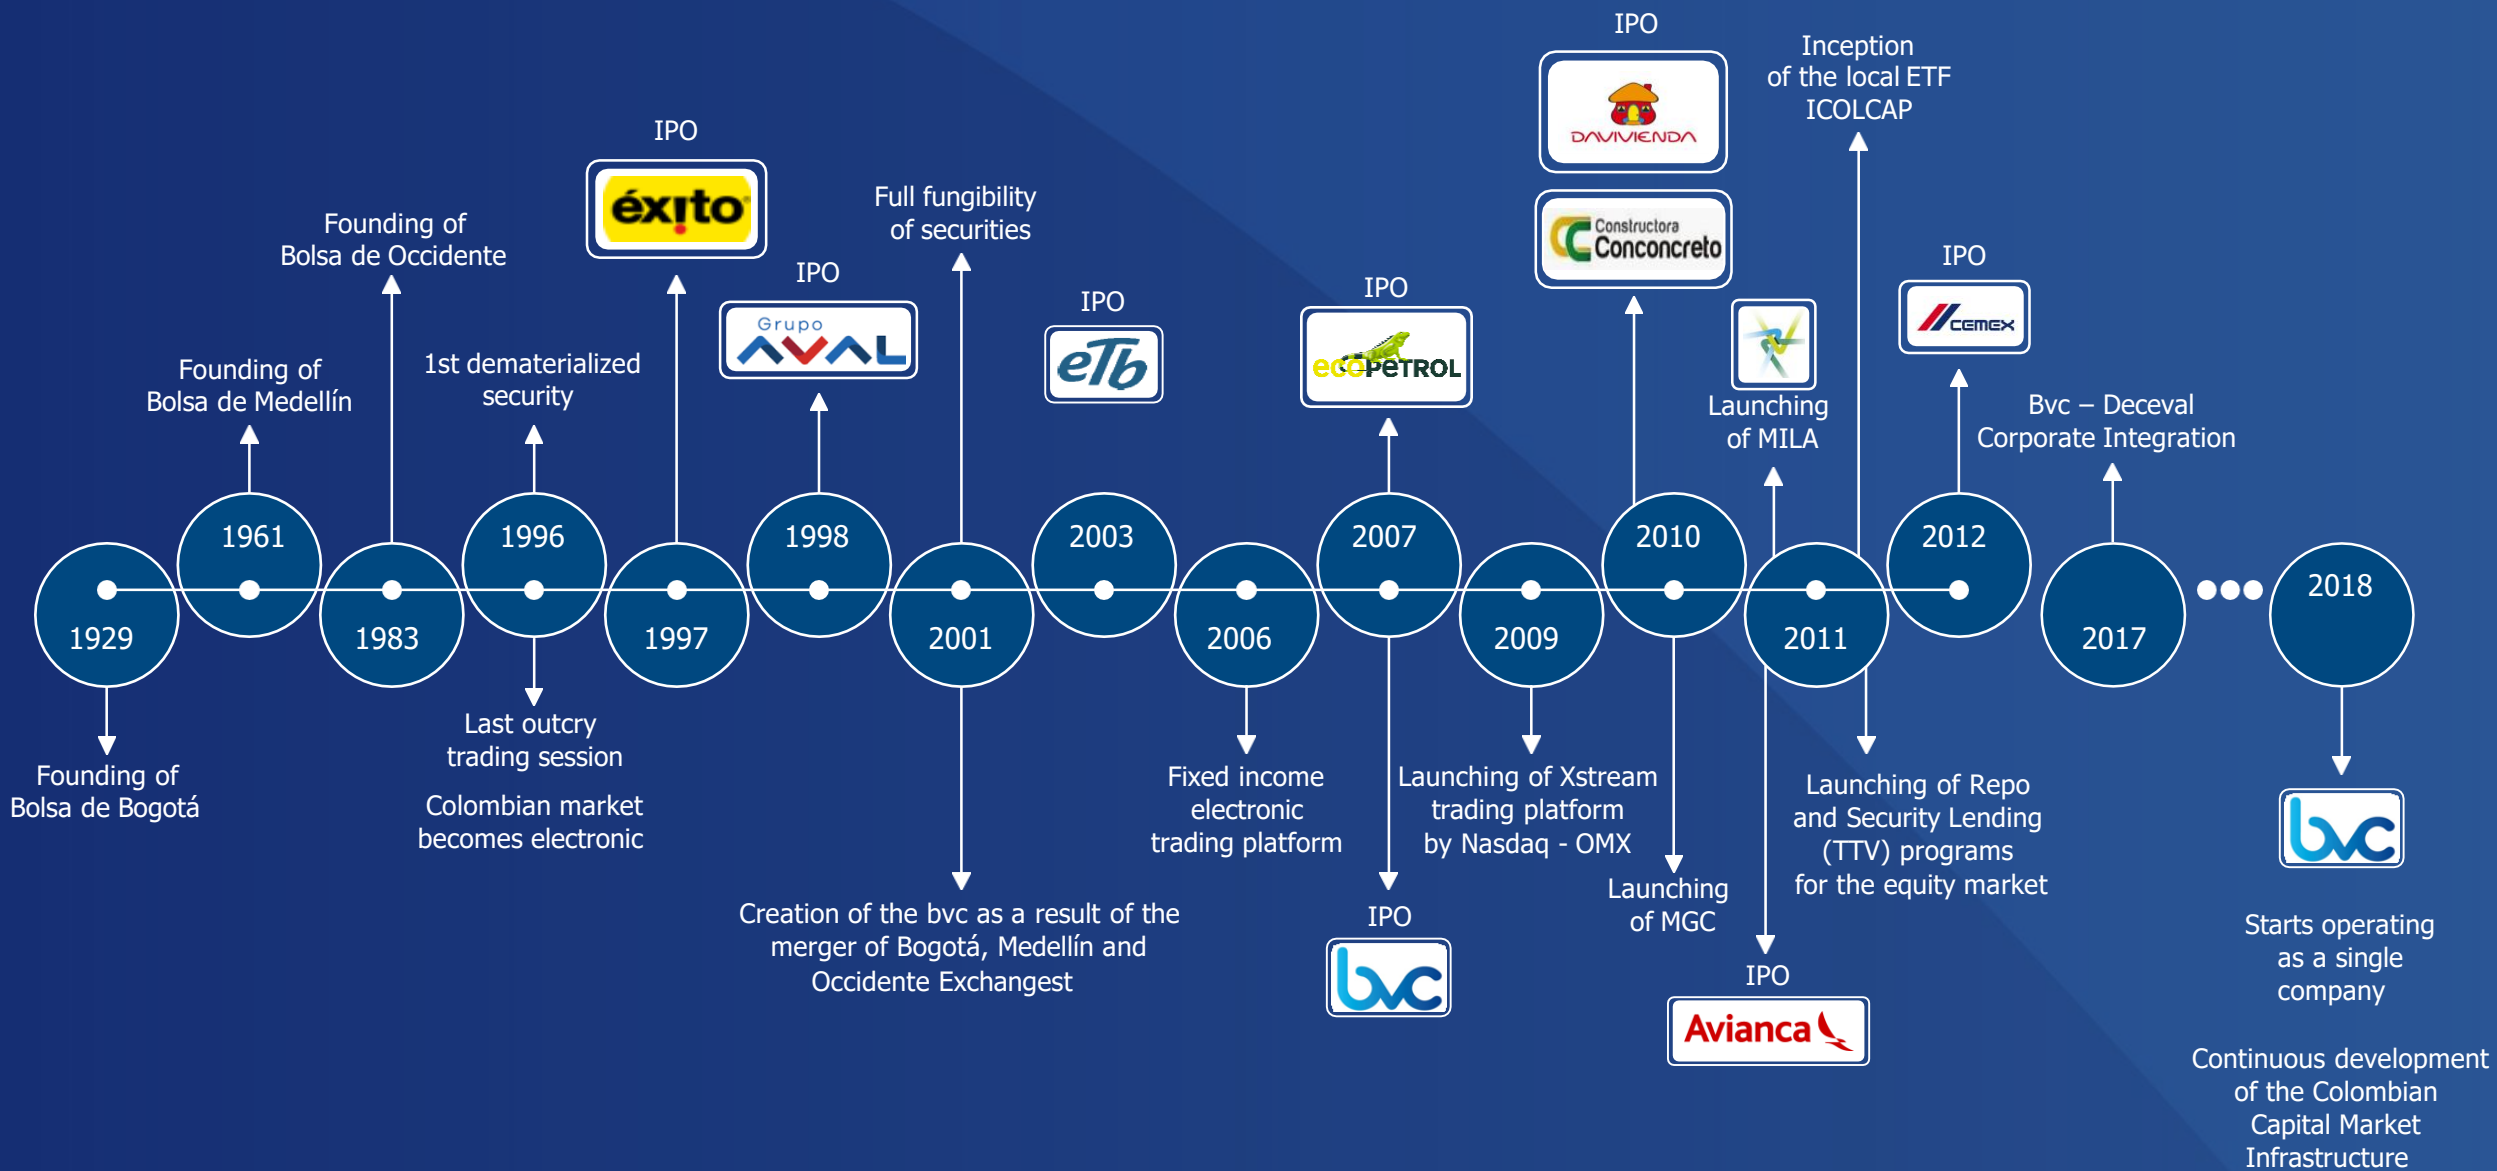 IPO
DAVIVIENDA
Constructora
Conconcreto
Inception
of the local ETF
ICOLCAP
IPO
éxito
Founding of
Bolsa de Occidente
Full fungibility
of securities
IPO
Grupo
AVAL
IPO
eTb
IPO
ecopetrol
IPO
CEMEX
Founding of
Bolsa de Medellín
1st dematerialized
security
Launching
of MILA
Bvc – Deceval
Corporate Integration
1929
1961
1983
1996
1997
1998
2001
2003
2006
2007
2009
2010
2011
2012
2017
2018
Founding of
Bolsa de Bogotá
Last outcry
trading session
Colombian market
becomes electronic
Creation of the bvc as a result of the
merger of Bogotá, Medellín and
Occidente Exchangest
Fixed income
electronic
trading platform
IPO
bvc
Launching of Xstream
trading platform
by Nasdaq - OMX
Launching
of MGC
IPO
Avianca
Launching of Repo
and Security Lending
(TTV) programs
for the equity market
bvc
Starts operating
as a single
company
Continuous development
of the Colombian
Capital Market
Infrastructure